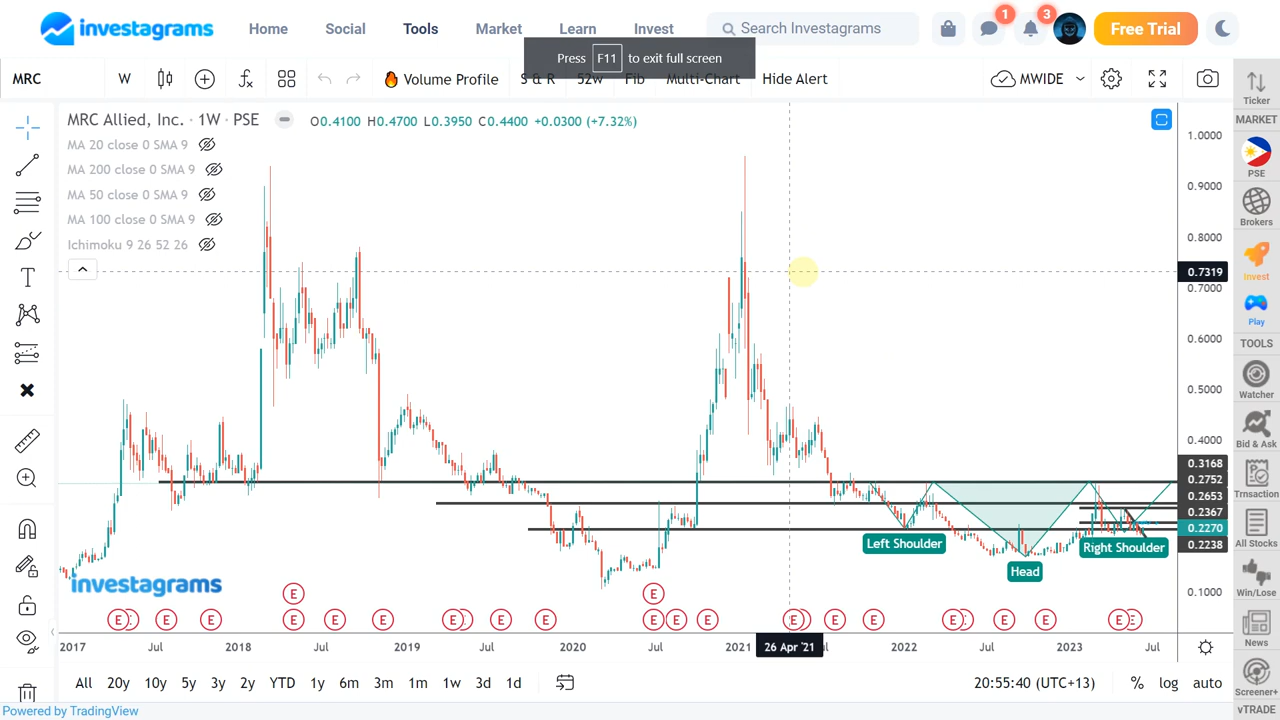 investagrams
Home
Social
Tools
Market
Learn
Invest
Search Investagrams
1
3
Free Trial
Press F11 to exit full screen
MRC
W
Volume Profile
S & R
52w
Fib
Multi-Chart
Hide Alert
MWIDE
Ticker
MARKET
PSE
Brokers
Invest
Play
TOOLS
Watcher
Bid & Ask
Trnsaction
All Stocks
Win/Lose
News
Screener+
vTRADE
MRC Allied, Inc. · 1W · PSE
O0.4100 H0.4700 L0.3950 C0.4400 +0.0300 (+7.32%)
MA 20 close 0 SMA 9
MA 200 close 0 SMA 9
MA 50 close 0 SMA 9
MA 100 close 0 SMA 9
Ichimoku 9 26 52 26
1.0000
0.9000
0.8000
0.7319
0.7000
0.6000
0.5000
0.4000
0.3168
0.2752
0.2653
0.2367
0.2270
0.2238
0.1000
Left Shoulder
Head
Right Shoulder
investagrams
E E
E E E E E E E E E E E E E E E E E E E E E
2017 Jul 2018 Jul 2019 Jul 2020 Jul 2021 26 Apr '21 2022 Jul 2023 Jul
All 20y 10y 5y 3y 2y YTD 1y 6m 3m 1m 1w 3d 1d
20:55:40 (UTC+13) % log auto
Powered by TradingView